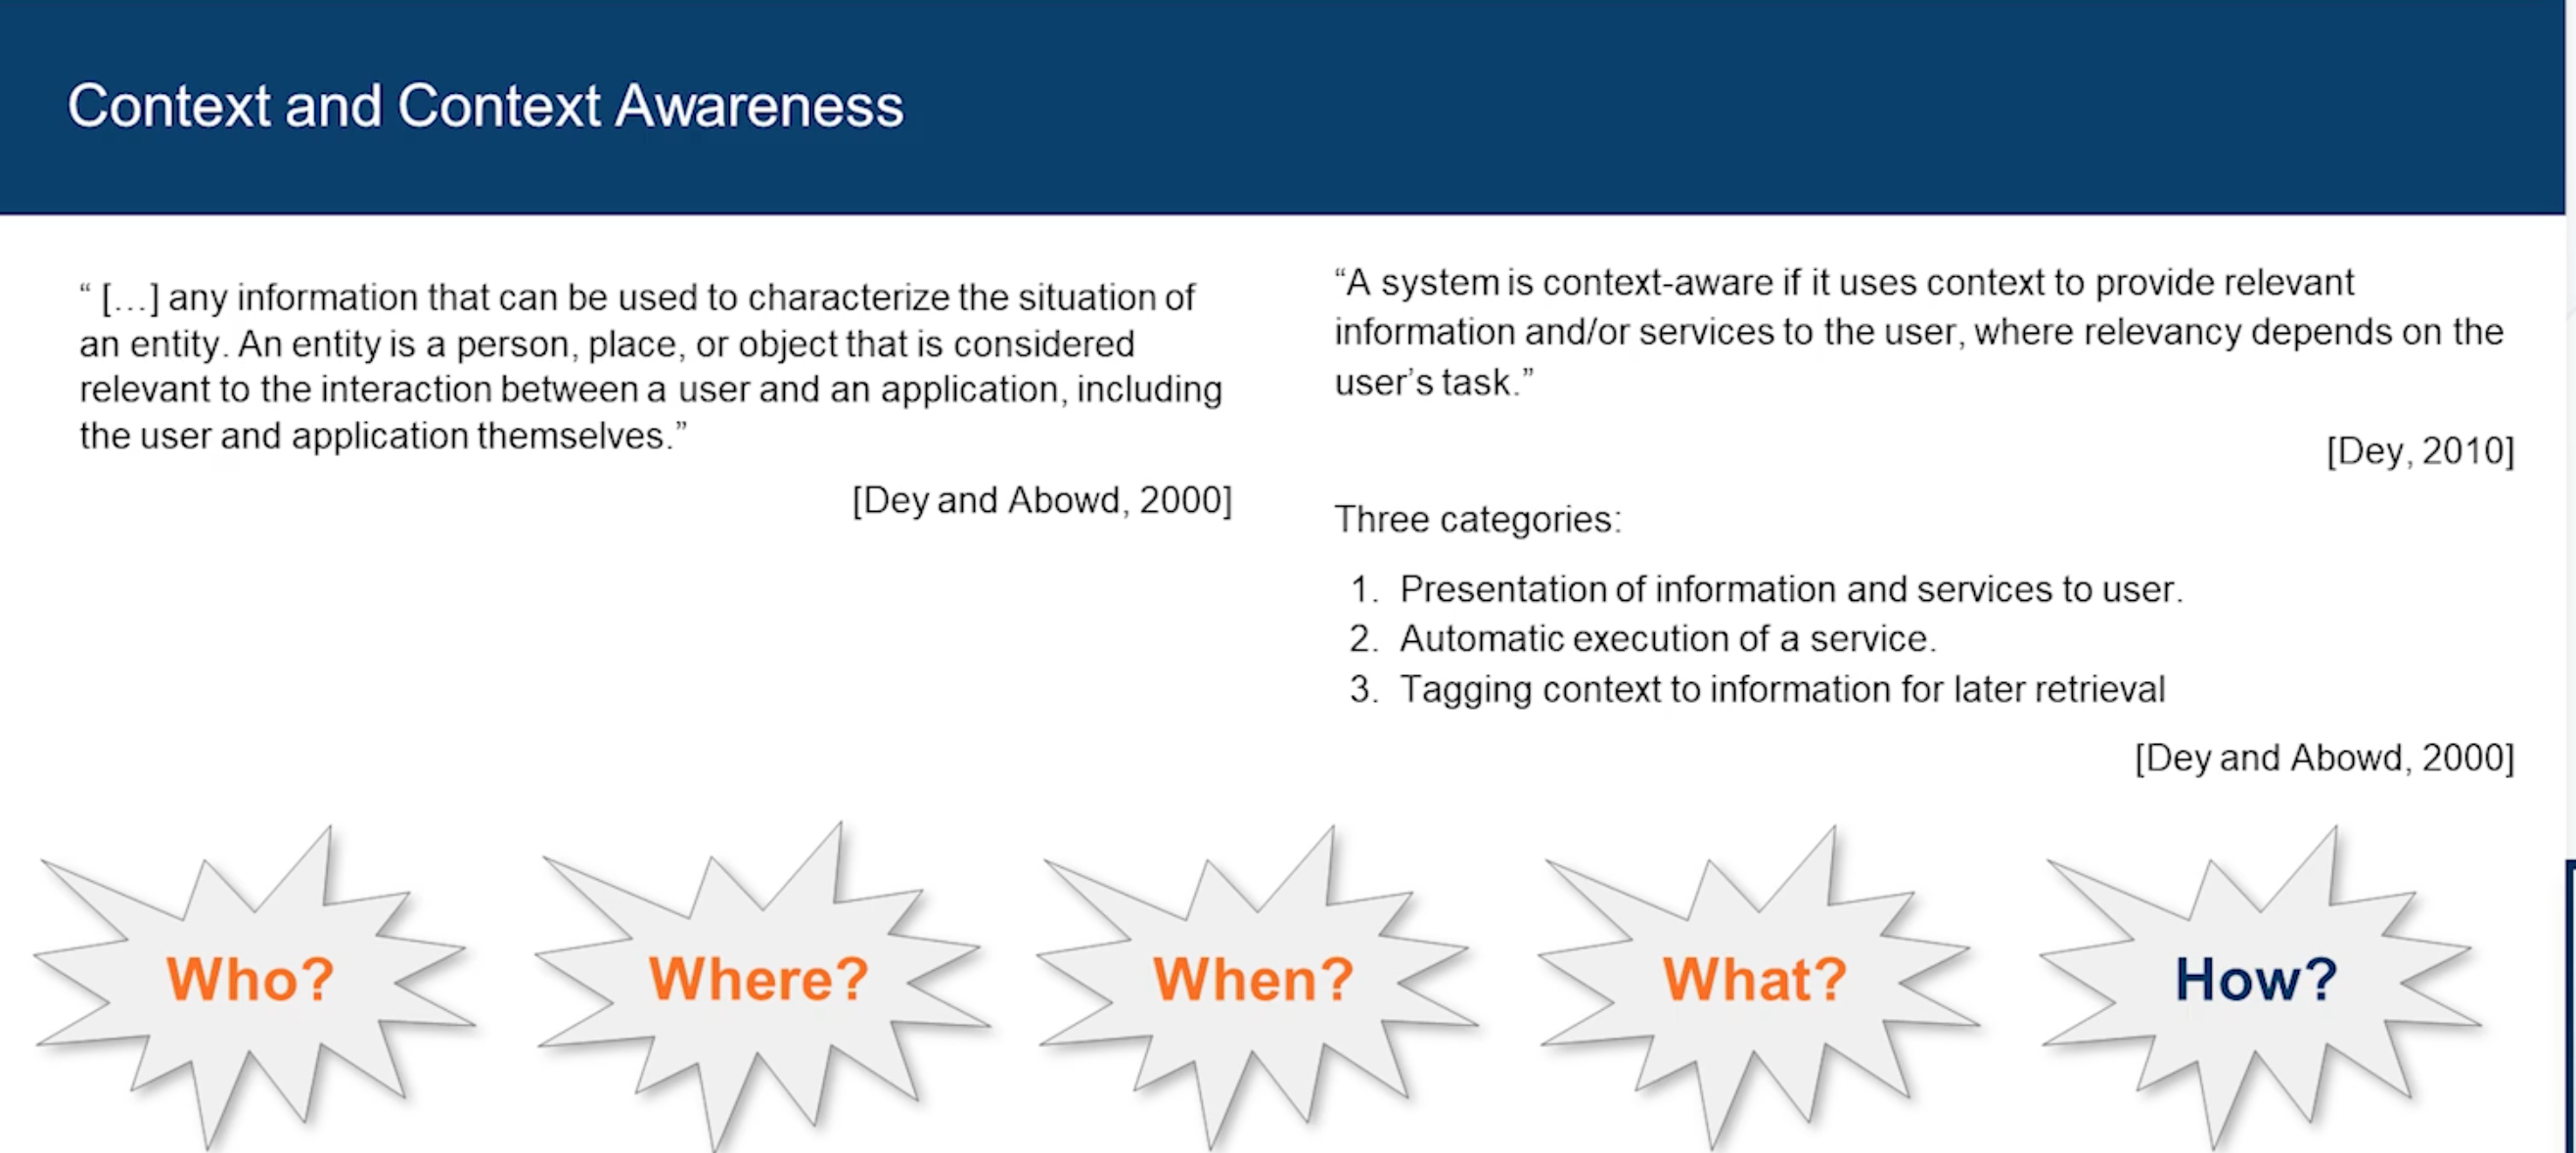 Context and Context Awareness
“ […] any information that can be used to characterize the situation of
an entity. An entity is a person, place, or object that is considered
relevant to the interaction between a user and an application, including
the user and application themselves.”
[Dey and Abowd, 2000]
“A system is context-aware if it uses context to provide relevant
information and/or services to the user, where relevancy depends on the
user’s task.”
[Dey, 2010]
Three categories:
1. Presentation of information and services to user.
2. Automatic execution of a service.
3. Tagging context to information for later retrieval
[Dey and Abowd, 2000]
Who?
Where?
When?
What?
How?